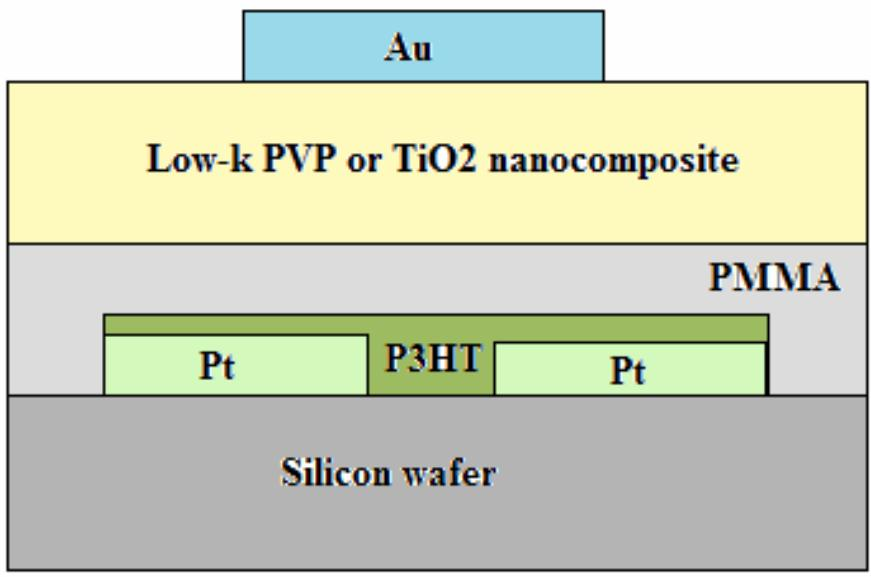 Au
Low-k PVP or TiO2 nanocomposite
PMMA
Pt
P3HT
Pt
Silicon wafer